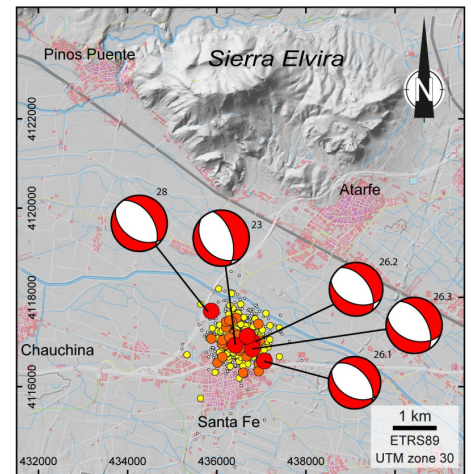 Pinos Puente
Sierra Elvira
N
4122000
Atarfe
4120000
28
23
26.2
26.3
4118000
Chauchina
26.1
4116000
Santa Fe
1 km
ETRS89
UTM zone 30
432000
434000
436000
438000